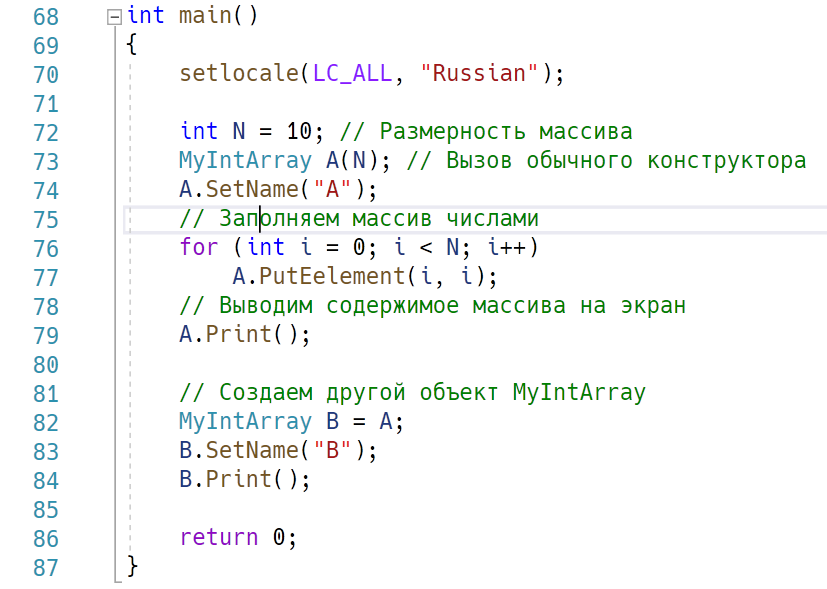 68 int main()
69 {
70 setlocale(LC_ALL, "Russian");
71
72 int N = 10; // Размерность массива
73 MyIntArray A(N); // Вызов обычного конструктора
74 A.SetName("A");
75 // Заполняем массив числами
76 for (int i = 0; i < N; i++)
77 A.PutEelement(i, i);
78 // Выводим содержимое массива на экран
79 A.Print();
80
81 // Создаем другой объект MyIntArray
82 MyIntArray B = A;
83 B.SetName("B");
84 B.Print();
85
86 return 0;
87 }